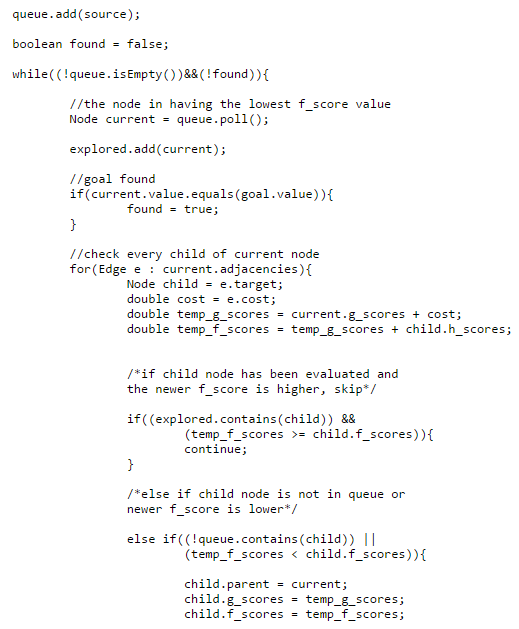 queue.add(source);
boolean found = false;
while((!queue.isEmpty())&&(!found)){
//the node in having the lowest f_score value
Node current = queue.poll();
explored.add(current);
//goal found
if(current.value.equals(goal.value)){
found = true;
}
//check every child of current node
for(Edge e : current.adjacencies){
Node child = e.target;
double cost = e.cost;
double temp_g_scores = current.g_scores + cost;
double temp_f_scores = temp_g_scores + child.h_scores;
/*if child node has been evaluated and
the newer f_score is higher, skip*/
if((explored.contains(child)) &&
(temp_f_scores >= child.f_scores)){
continue;
}
/*else if child node is not in queue or
newer f_score is lower*/
else if((!queue.contains(child)) ||
(temp_f_scores < child.f_scores)){
child.parent = current;
child.g_scores = temp_g_scores;
child.f_scores = temp_f_scores;